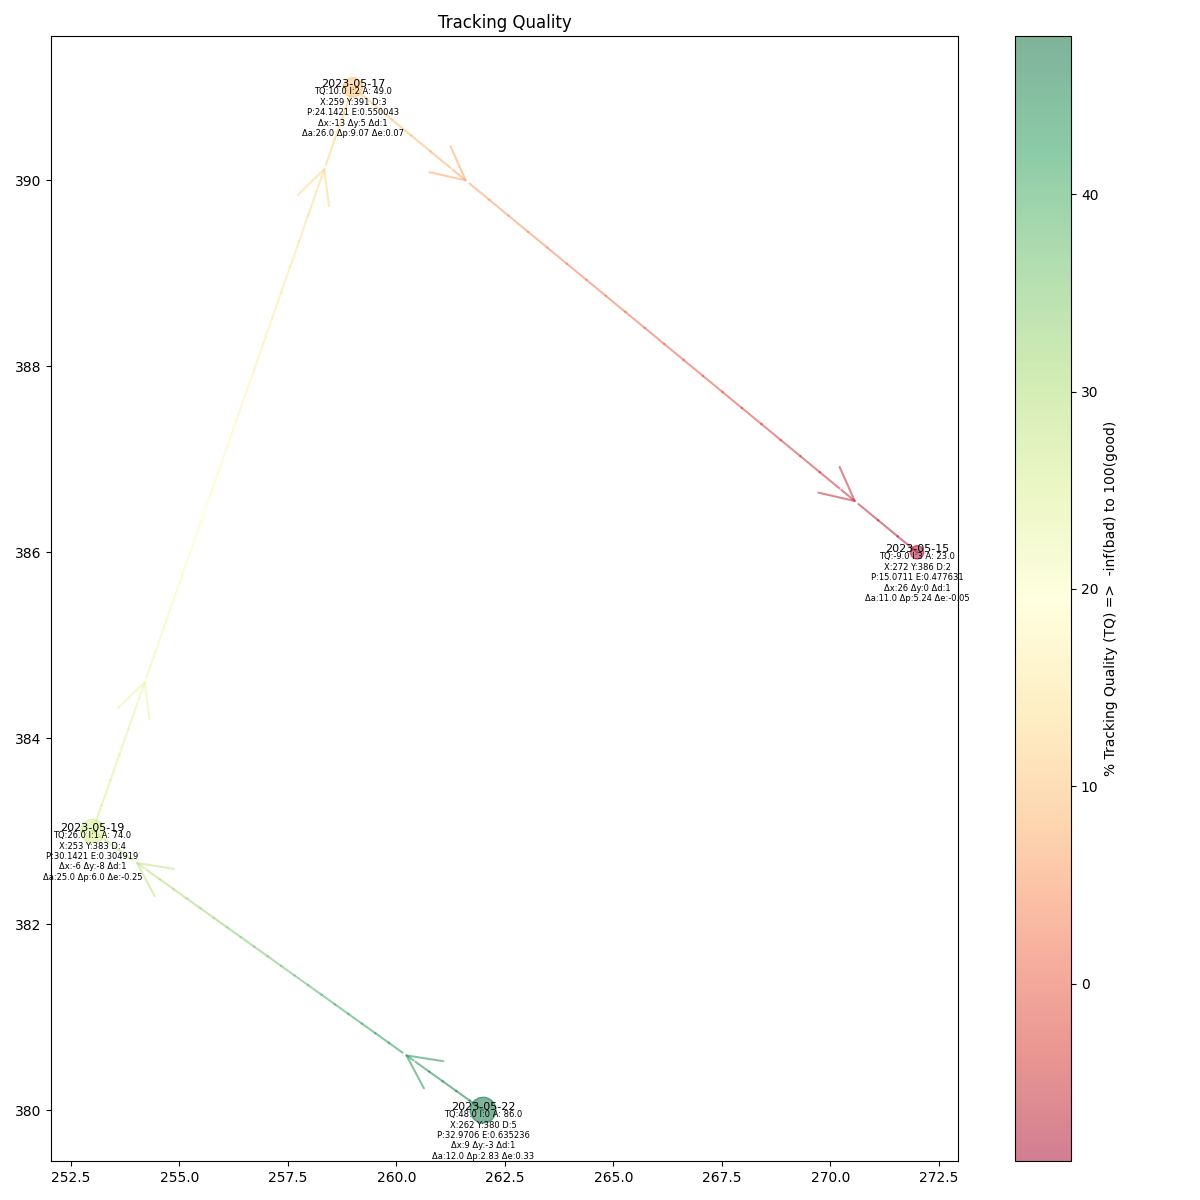 Tracking Quality
2023-05-17
TQ:10.0 I:2 A: 49.0
X:259 Y:391 D:3
P:24.1421 E:0.550043
Δx:-13 Δy:5 Δd:1
Δa:26.0 Δp:9.07 Δe:0.07
2023-05-15
TQ:-9.0 I:3 A: 23.0
X:272 Y:386 D:2
P:15.0711 E:0.477631
Δx:26 Δy:0 Δd:1
Δa:11.0 Δp:5.24 Δe:-0.05
2023-05-19
TQ:26.0 I:1 A: 74.0
X:253 Y:383 D:4
P:30.1421 E:0.304919
Δx:-6 Δy:-8 Δd:1
Δa:25.0 Δp:6.0 Δe:-0.25
2023-05-22
TQ:48.0 I:0 A: 86.0
X:262 Y:380 D:5
P:32.9706 E:0.635236
Δx:9 Δy:-3 Δd:1
Δa:12.0 Δp:2.83 Δe:0.33
390
388
386
384
382
380
252.5 255.0 257.5 260.0 262.5 265.0 267.5 270.0 272.5
40
30
20
10
0
% Tracking Quality (TQ) => -inf(bad) to 100(good)